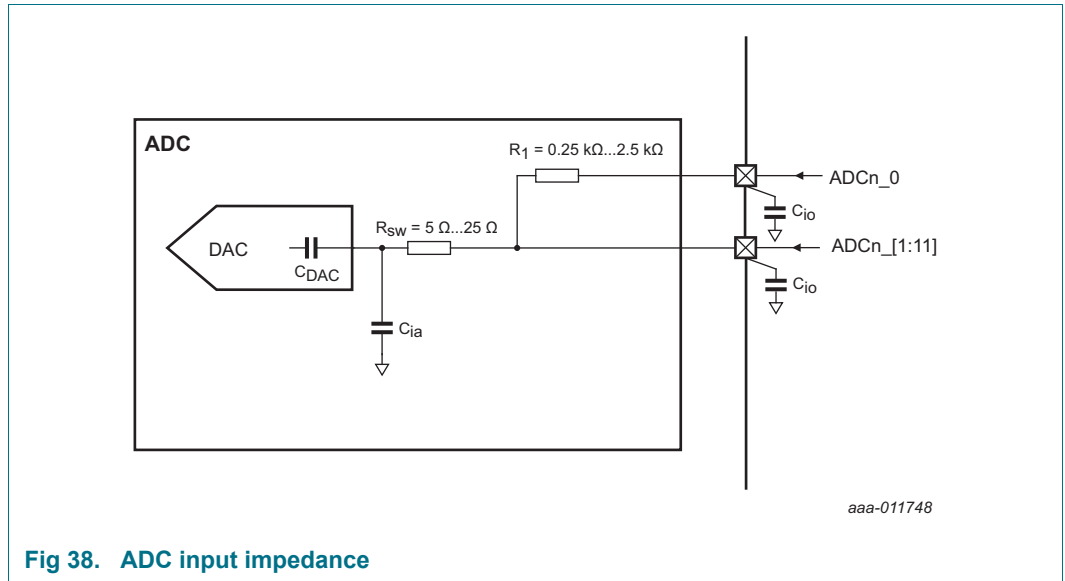 ADC
R1 = 0.25 kΩ...2.5 kΩ
ADCn_0
Cio
Rsw = 5 Ω...25 Ω
DAC
CDAC
ADCn_[1:11]
Cio
Cia
aaa-011748
Fig 38. ADC input impedance